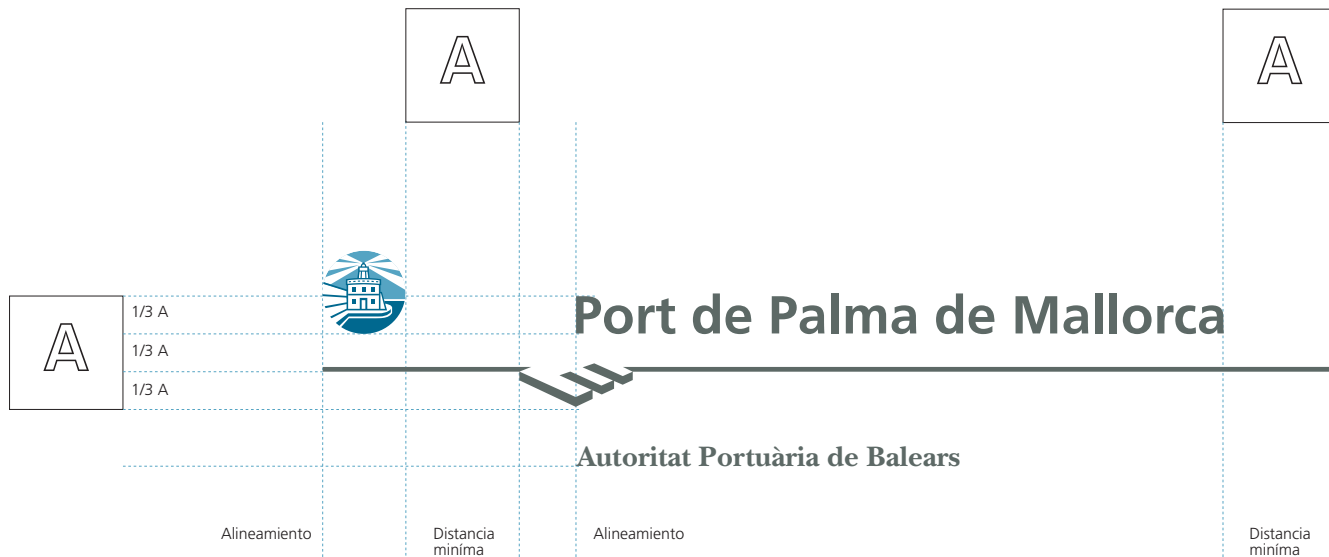 A
A
A
1/3 A
1/3 A
1/3 A
Port de Palma de Mallorca
Autoritat Portuària de Balears
Alineamiento
Distancia
miníma
Alineamiento
Distancia
miníma